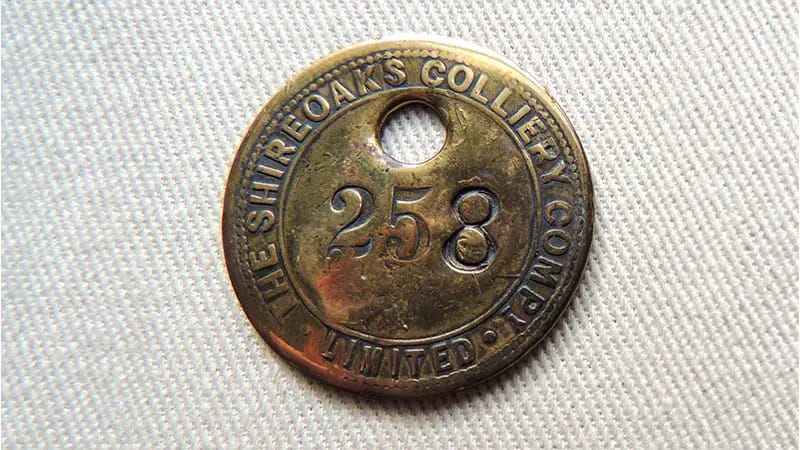 THE SHIREOAKS COLLIERY COMPY
258
· LIMITED ·